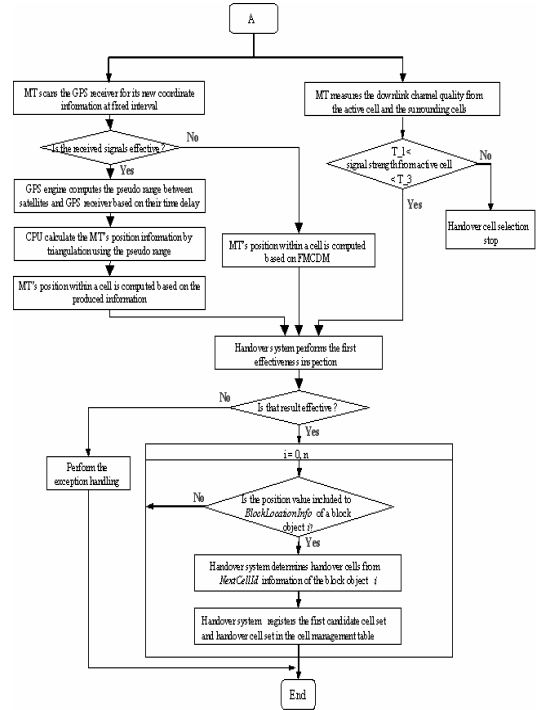 A
MT scans the GPS receiver for its new coordinate
information at fixed interval
MT measures the downlink channel quality from
the active cell and the surrounding cells
Is the received signals effective ?
No
Yes
T_1 <
signal strength from active cell
< T_3
No
Yes
GPS engine computes the pseudo range between
satellites and GPS receiver based on their time delay
Handover cell selection
stop
CPU calculate the MT's position information by
triangulation using the pseudo range
MT's position within a cell is computed
based on FMCDM
MT's position within a cell is computed based on the
produced information
Handover system performs the first
effectiveness inspection
Is that result effective ?
No
Yes
i = 0, n
Perform the
exception handling
Is the position value included to
BlockLocationInfo of a block
object i?
No
Yes
Handover system determines handover cells from
NextCellId information of the block object i
Handover system registers the first candidate cell set
and handover cell set in the cell management table
End